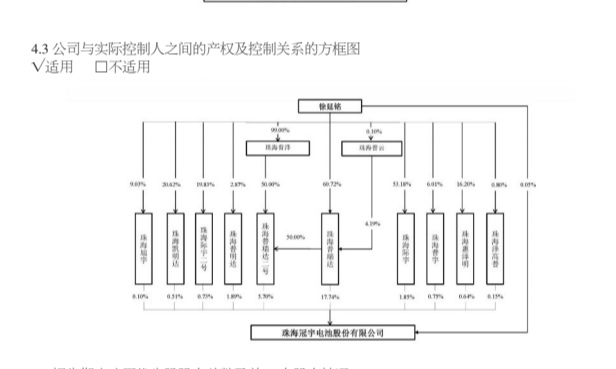 4.3 公司与实际控制人之间的产权及控制关系的方框图
√适用 □不适用
徐延铭
99.00% 0.10%
珠海普泽 珠海普云
9.03% 20.62% 19.83% 2.87% 50.00% 60.72% 53.18% 6.01% 16.20% 0.80% 0.05%
4.19%
50.00%
珠海旭宇
珠海凯明达
珠海际宇二号
珠海普明达
珠海普瑞达二号
珠海普瑞达
珠海际宇
珠海普宇
珠海惠泽明
珠海泽高普
0.10% 0.51% 0.73% 1.89% 3.70% 17.74% 1.85% 0.75% 0.64% 0.15%
珠海冠宇电池股份有限公司